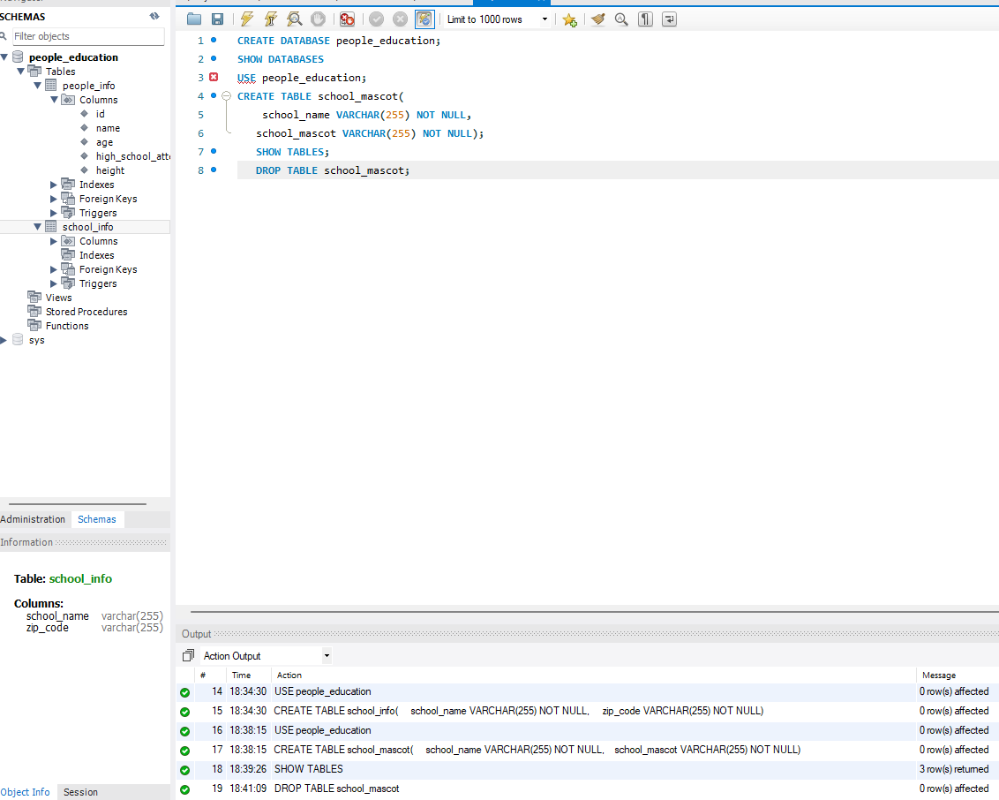 SCHEMAS
Filter objects
people_education
Tables
people_info
Columns
id
name
age
high_school_atte
height
Indexes
Foreign Keys
Triggers
school_info
Columns
Indexes
Foreign Keys
Triggers
Views
Stored Procedures
Functions
sys
Administration Schemas
Information
Table: school_info
Columns:
school_name varchar(255)
zip_code varchar(255)
Object Info Session
Limit to 1000 rows
1 CREATE DATABASE people_education;
2 SHOW DATABASES
3 USE people_education;
4 CREATE TABLE school_mascot(
5 school_name VARCHAR(255) NOT NULL,
6 school_mascot VARCHAR(255) NOT NULL);
7 SHOW TABLES;
8 DROP TABLE school_mascot;
Output
Action Output
# Time Action Message
14 18:34:30 USE people_education 0 row(s) affected
15 18:34:30 CREATE TABLE school_info( school_name VARCHAR(255) NOT NULL, zip_code VARCHAR(255) NOT NULL) 0 row(s) affected
16 18:38:15 USE people_education 0 row(s) affected
17 18:38:15 CREATE TABLE school_mascot( school_name VARCHAR(255) NOT NULL, school_mascot VARCHAR(255) NOT NULL) 0 row(s) affected
18 18:39:26 SHOW TABLES 3 row(s) returned
19 18:41:09 DROP TABLE school_mascot 0 row(s) affected